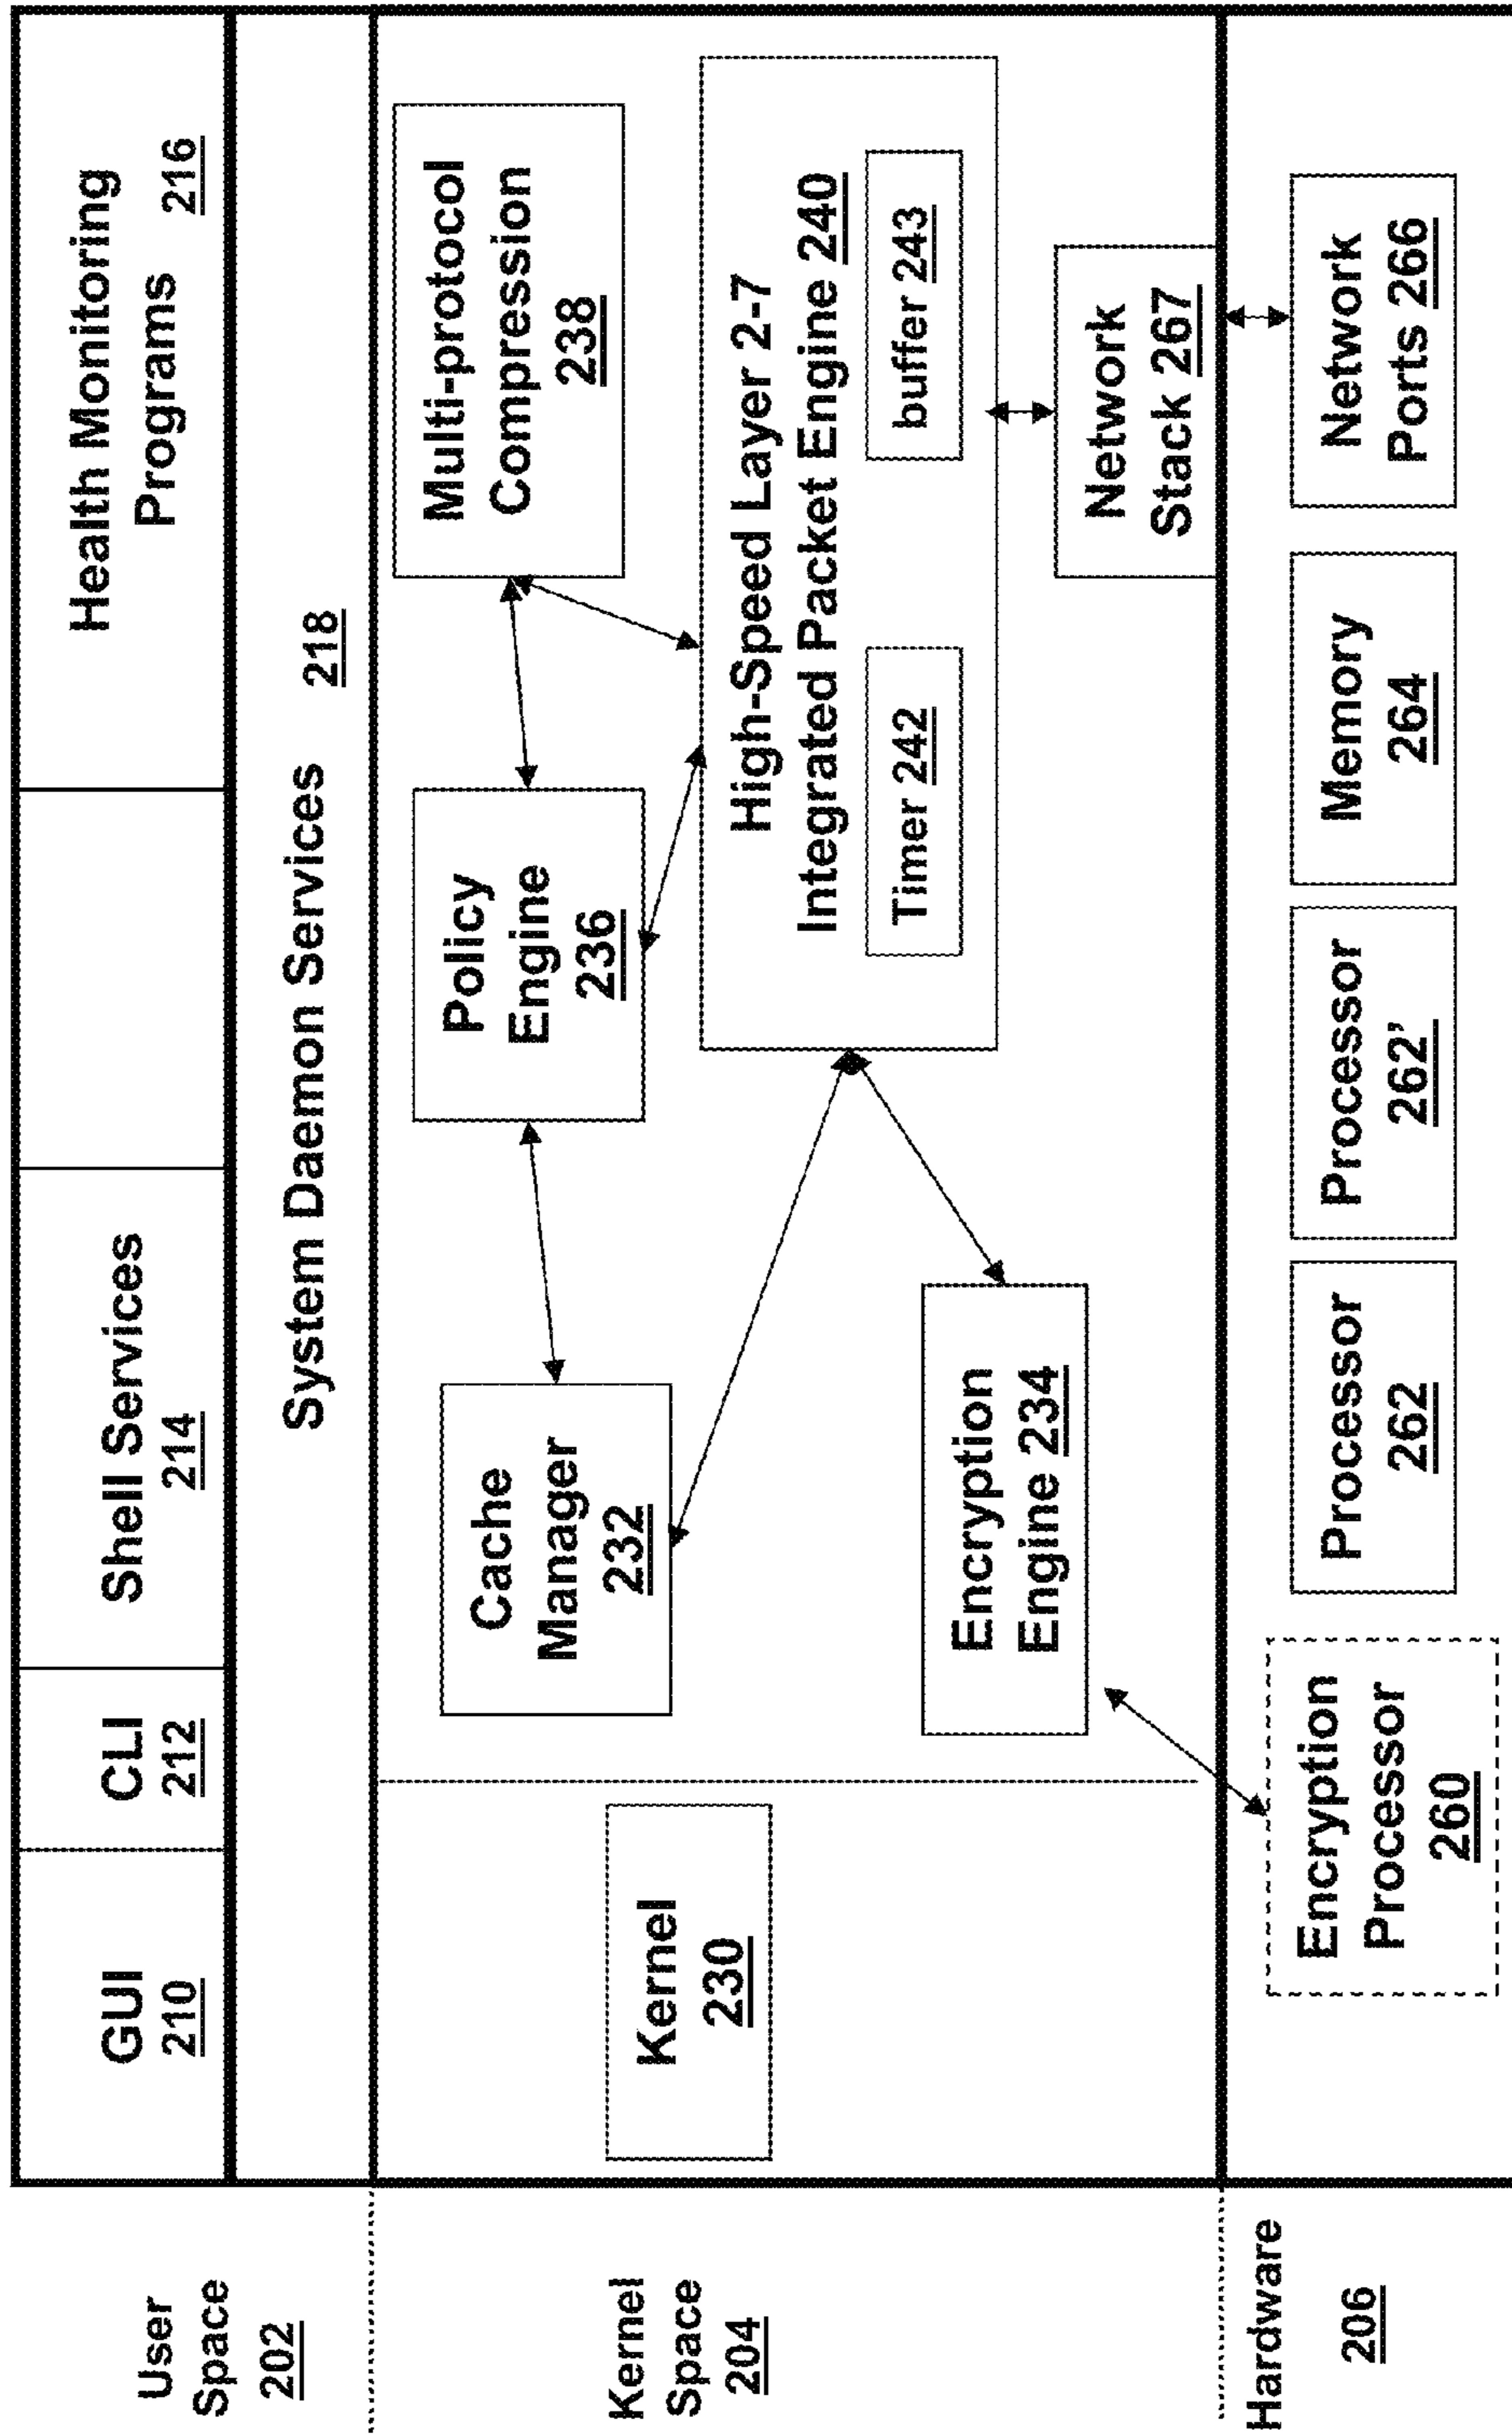 User
Space
202
GUI
210
CLI
212
Shell Services
214
Health Monitoring
Programs 216
System Daemon Services 218
Kernel
Space
204
Kernel
230
Cache
Manager
232
Policy
Engine
236
Multi-protocol
Compression
238
High-Speed Layer 2-7
Integrated Packet Engine 240
Timer 242
buffer 243
Encryption
Engine 234
Network
Stack 267
Hardware
206
Encryption
Processor
260
Processor
262
Processor
262’
Memory
264
Network
Ports 266